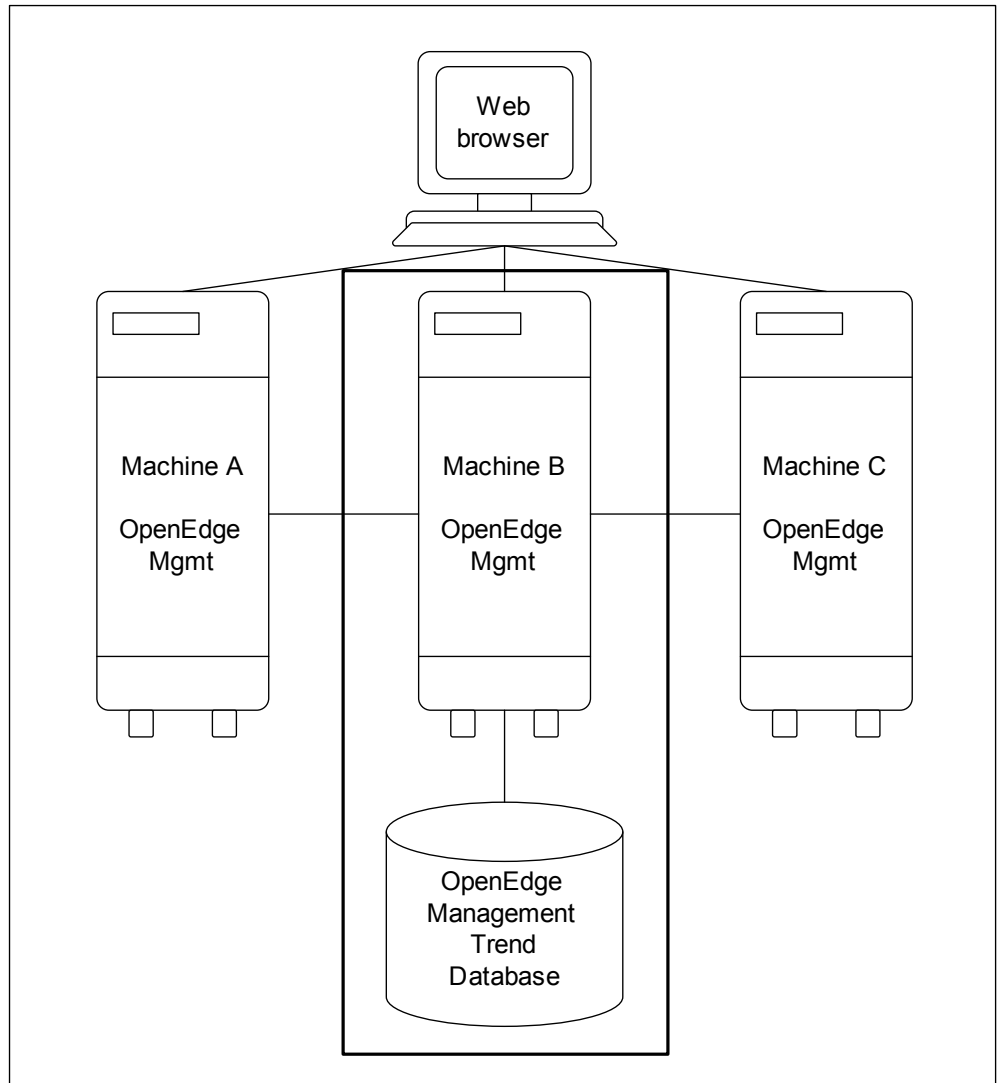 Web
browser
Machine A
OpenEdge
Mgmt
Machine B
OpenEdge
Mgmt
Machine C
OpenEdge
Mgmt
OpenEdge
Management
Trend
Database